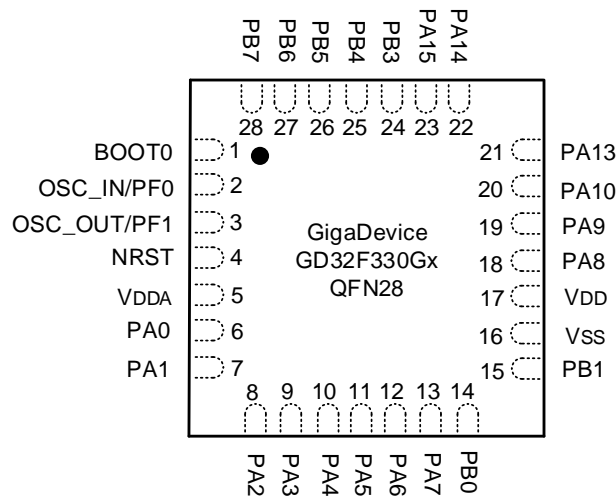 PB7
PB6
PB5
PB4
PB3
PA15
PA14
28
27
26
25
24
23
22
BOOT0 1
OSC_IN/PF0 2
OSC_OUT/PF1 3
NRST 4
VDDA 5
PA0 6
PA1 7
GigaDevice
GD32F330Gx
QFN28
21 PA13
20 PA10
19 PA9
18 PA8
17 VDD
16 VSS
15 PB1
8
9
10
11
12
13
14
PA2
PA3
PA4
PA5
PA6
PA7
PB0